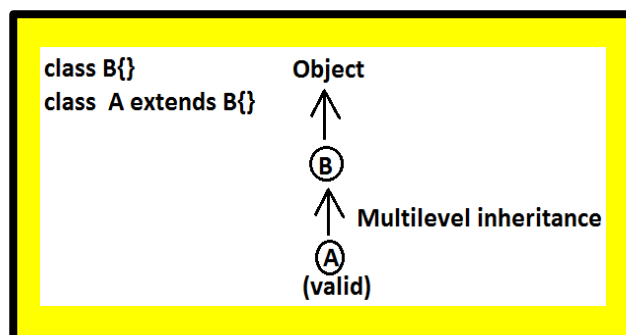 class B{}
Object
class A extends B{}
B
Multilevel inheritance
A
(valid)